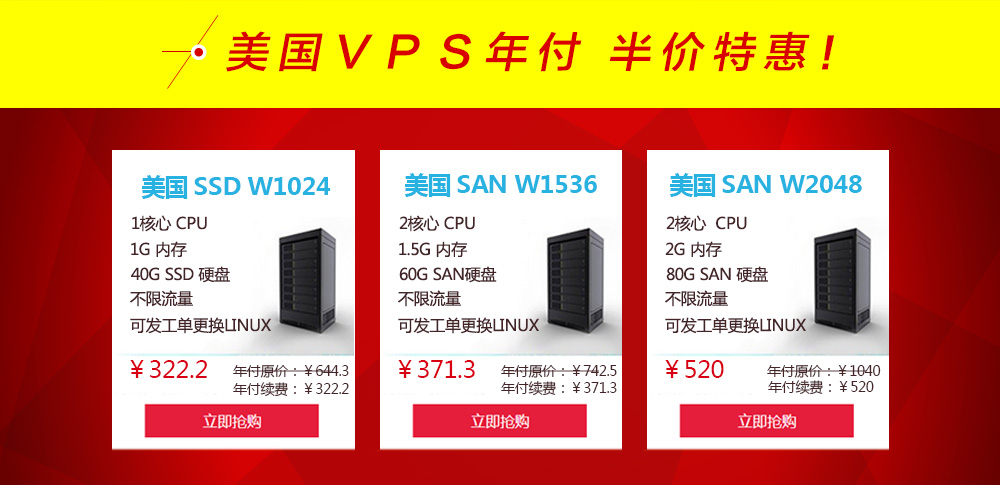 美国VPS年付 半价特惠!
美国 SSD W1024
1核心 CPU
1G 内存
40G SSD 硬盘
不限流量
可发工单更换LINUX
¥322.2
年付原价：¥644.3
年付续费：¥322.2
立即抢购
美国 SAN W1536
2核心 CPU
1.5G 内存
60G SAN硬盘
不限流量
可发工单更换LINUX
¥371.3
年付原价：¥742.5
年付续费：¥371.3
立即抢购
美国 SAN W2048
2核心 CPU
2G 内存
80G SAN 硬盘
不限流量
可发工单更换LINUX
¥520
年付原价：¥1040
年付续费：¥520
立即抢购